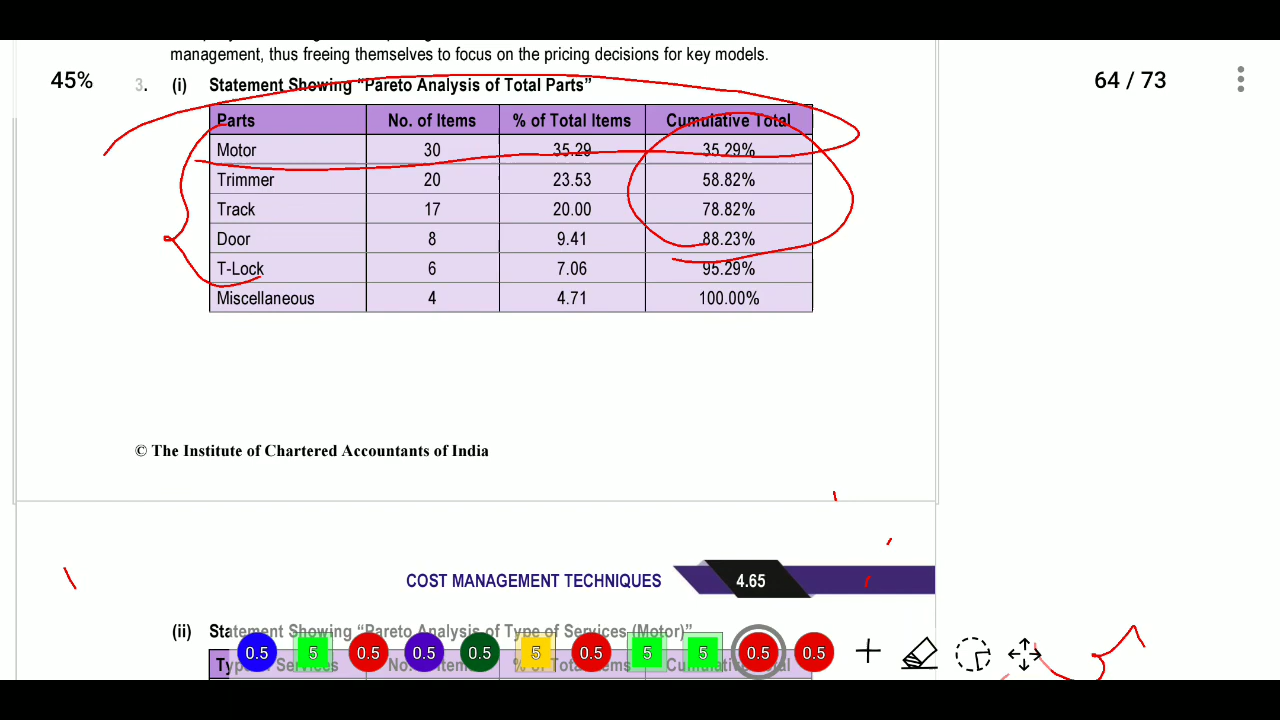 management, thus freeing themselves to focus on the pricing decisions for key models.
45%
64 / 73
3. (i) Statement Showing “Pareto Analysis of Total Parts”
Parts No. of Items % of Total Items Cumulative Total
Motor 30 35.29 35.29%
Trimmer 20 23.53 58.82%
Track 17 20.00 78.82%
Door 8 9.41 88.23%
T-Lock 6 7.06 95.29%
Miscellaneous 4 4.71 100.00%
© The Institute of Chartered Accountants of India
COST MANAGEMENT TECHNIQUES 4.65
(ii) Statement Showing “Pareto Analysis of Type of Services (Motor)”
0.5 5 0.5 0.5 0.5 5 0.5 5 5 0.5 0.5